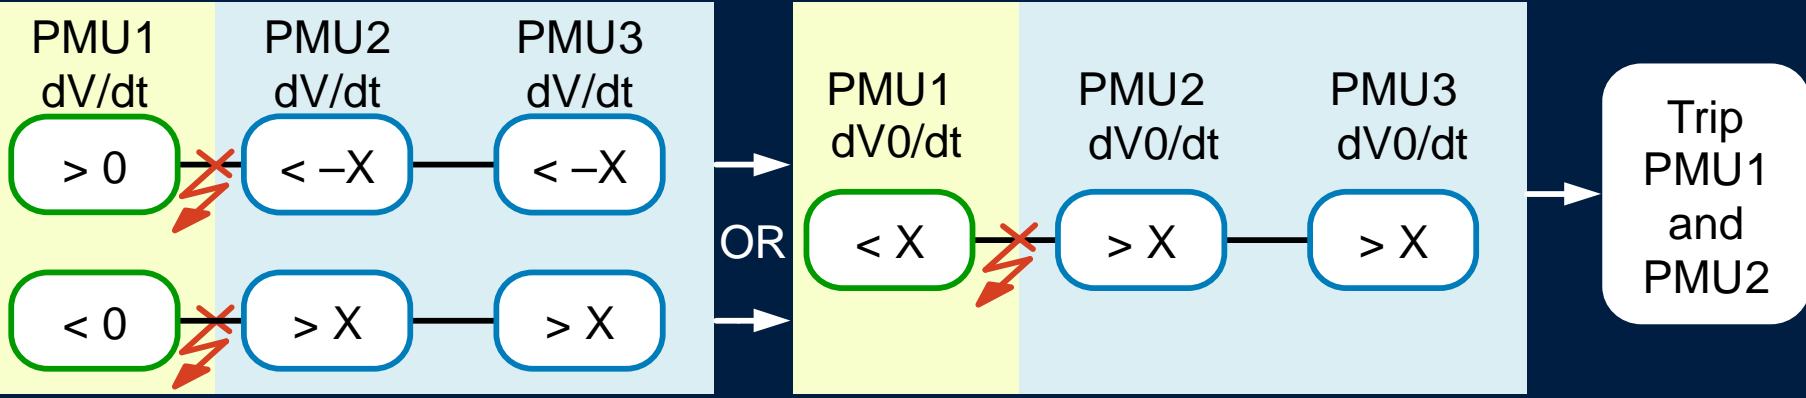 PMU1 PMU2 PMU3
dV/dt dV/dt dV/dt
> 0 < –X < –X
< 0 > X > X
OR
PMU1 PMU2 PMU3
dV0/dt dV0/dt dV0/dt
< X > X > X
Trip
PMU1
and
PMU2